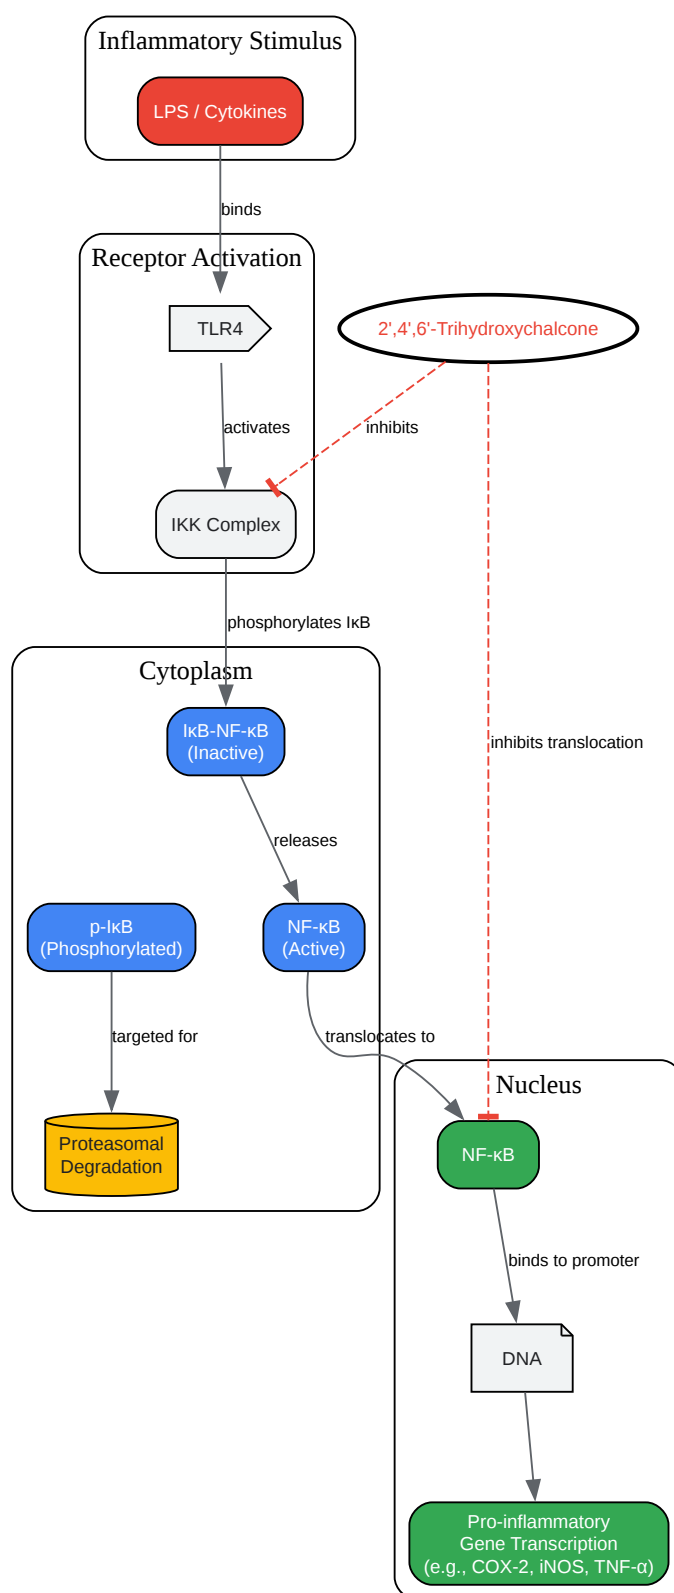 Inflammatory Stimulus
LPS / Cytokines
binds
Receptor Activation
TLR4
2',4',6'-Trihydroxychalcone
activates
inhibits
IKK Complex
phosphorylates IκB
Cytoplasm
IκB-NF-κB
(Inactive)
inhibits translocation
releases
p-IκB
(Phosphorylated)
NF-κB
(Active)
targeted for
translocates to
Nucleus
Proteasomal
Degradation
NF-κB
binds to promoter
DNA
Pro-inflammatory
Gene Transcription
(e.g., COX-2, iNOS, TNF-α)